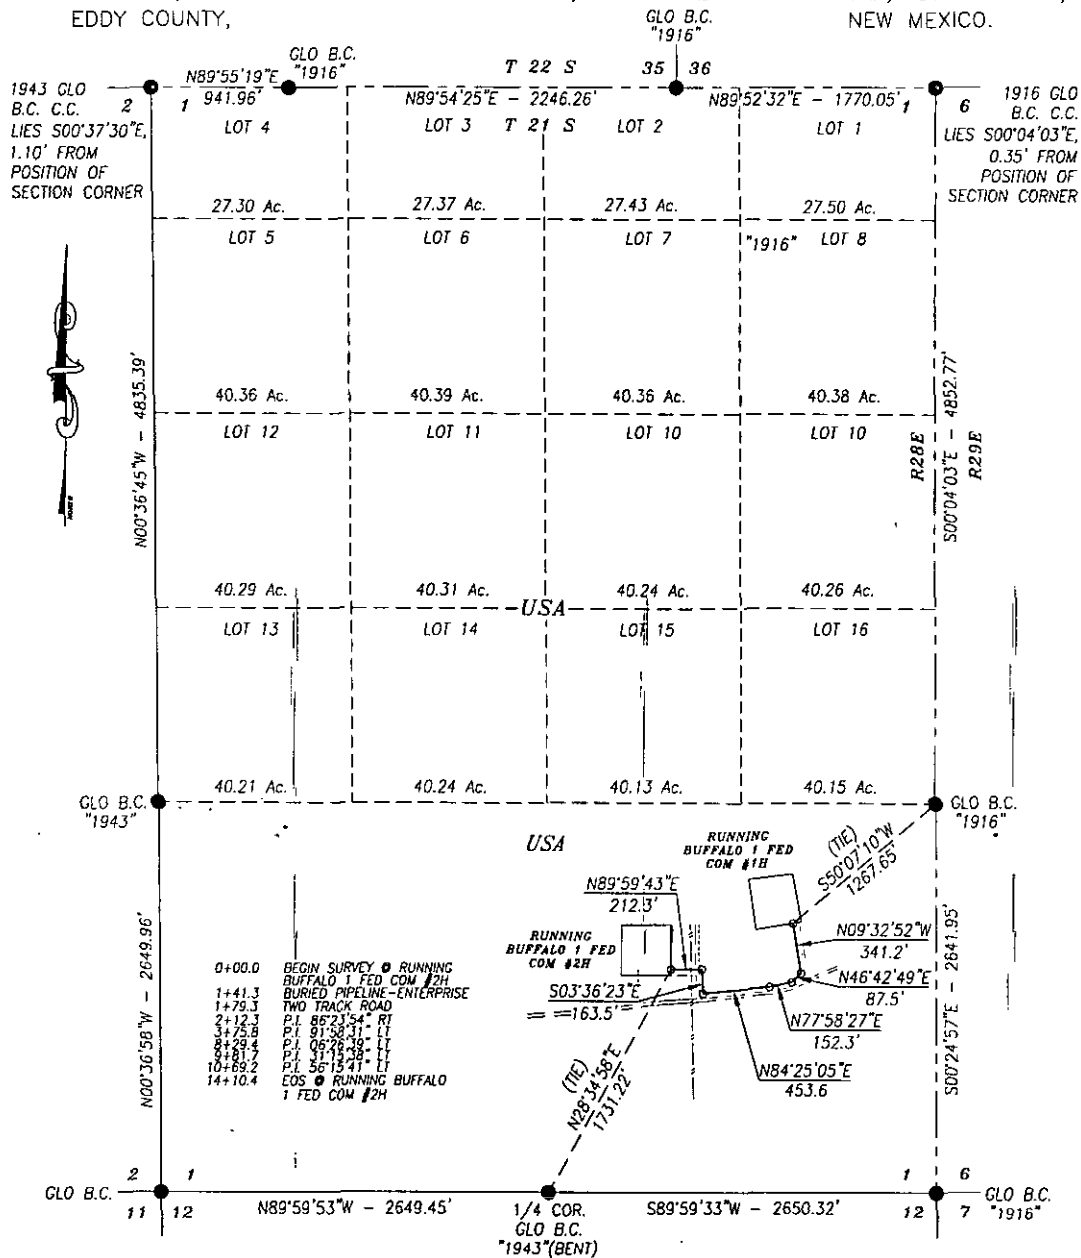 EDDY COUNTY,
NEW MEXICO.
GLO B.C.
"1916"
GLO B.C.
"1916"
T 22 S
35 36
1943 GLO
B.C. C.C.
LIES S00°37'30"E,
1.10' FROM
POSITION OF
SECTION CORNER
2 1
N89°55'19"E
941.96'
N89°54'25"E - 2246.26'
N89°52'32"E - 1770.05'
1 6
1916 GLO
B.C. C.C.
LIES S00°04'03"E,
0.35' FROM
POSITION OF
SECTION CORNER
LOT 4
LOT 3
T 21 S
LOT 2
LOT 1
27.30 Ac.
27.37 Ac.
27.43 Ac.
27.50 Ac.
LOT 5
LOT 6
LOT 7
"1916"
LOT 8
N00°36'45"W - 4835.39'
40.36 Ac.
40.39 Ac.
40.36 Ac.
40.38 Ac.
LOT 12
LOT 11
LOT 10
LOT 10
R28E
S00°04'03"E - 4852.77'
R29E
40.29 Ac.
40.31 Ac.
40.24 Ac.
40.26 Ac.
USA
LOT 13
LOT 14
LOT 15
LOT 16
40.21 Ac.
40.24 Ac.
40.13 Ac.
40.15 Ac.
GLO B.C.
"1943"
GLO B.C.
"1916"
USA
RUNNING
BUFFALO 1 FED
COM #1H
(TIE)
S50°07'10"W
1267.65'
N89°59'43"E
212.3'
RUNNING
BUFFALO 1 FED
COM #2H
N09°32'52"W
341.2'
N46°42'49"E
87.5'
S03°36'23"E
163.5'
N77°58'27"E
152.3'
N84°25'05"E
453.6
(TIE)
N28°34'58"E
1731.22'
N00°36'58"W - 2649.96'
S00°24'57"E - 2641.95'
0+00.0 BEGIN SURVEY @ RUNNING
BUFFALO 1 FED COM #2H
1+41.3 BURIED PIPELINE-ENTERPRISE
1+79.3 TWO TRACK ROAD
2+12.3 P.I. 86°23'54" RT
3+75.8 P.I. 91°58'31" LT
8+29.4 P.I. 06°26'39" LT
9+81.7 P.I. 31°15'38" LT
10+69.2 P.I. 56°15'41" LT
14+10.4 EOS @ RUNNING BUFFALO
1 FED COM #2H
2 1
GLO B.C.
11 12
N89°59'53"W - 2649.45'
1/4 COR.
GLO B.C.
"1943"(BENT)
S89°59'33"W - 2650.32'
1 6
12 7
GLO B.C.
"1916"